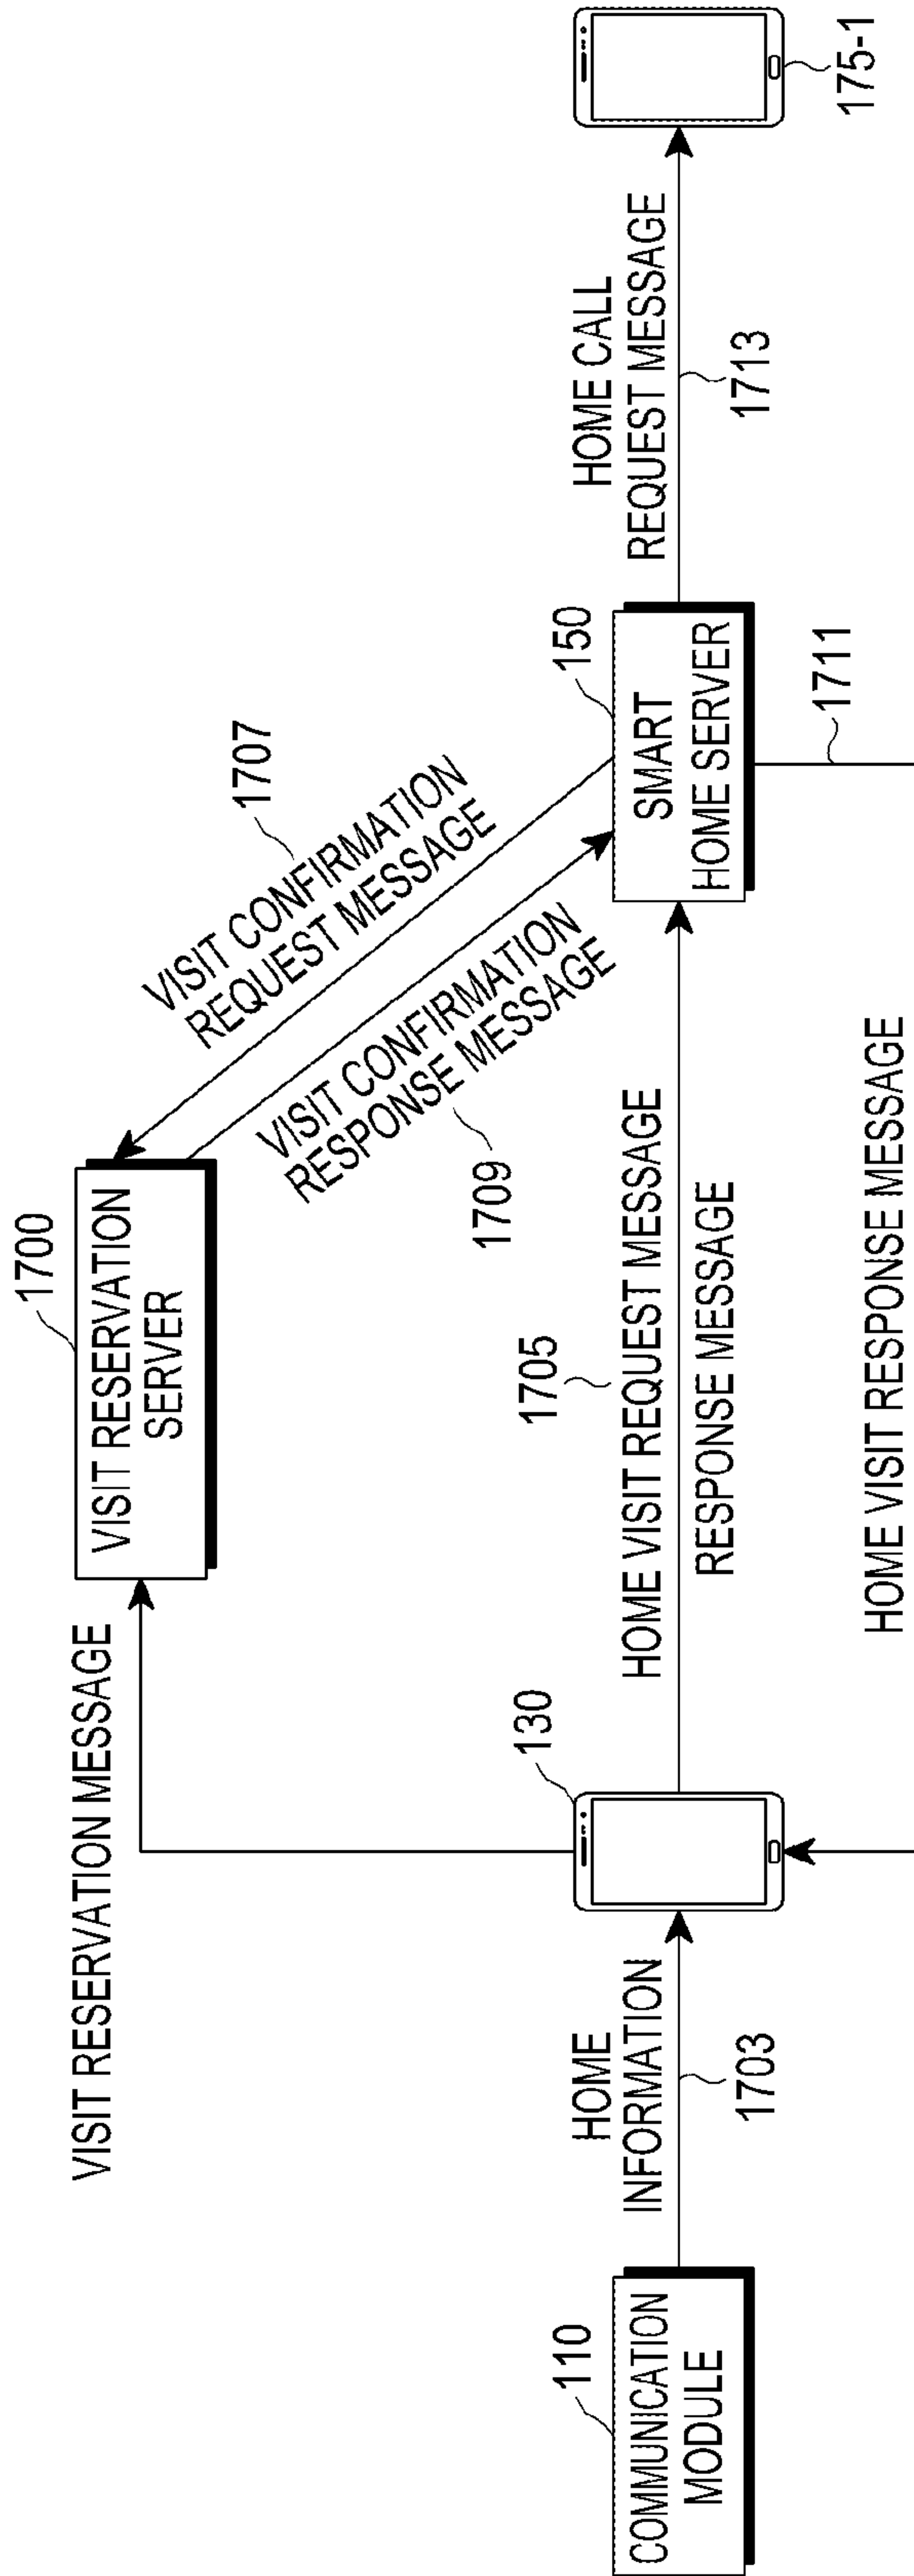 VISIT RESERVATION MESSAGE
1700
VISIT RESERVATION
SERVER
1707
VISIT CONFIRMATION
REQUEST MESSAGE
VISIT CONFIRMATION
RESPONSE MESSAGE
1709
110
COMMUNICATION
MODULE
HOME
INFORMATION
1703
130
1705
HOME VISIT REQUEST MESSAGE
RESPONSE MESSAGE
150
SMART
HOME SERVER
HOME CALL
REQUEST MESSAGE
1713
175-1
1711
HOME VISIT RESPONSE MESSAGE